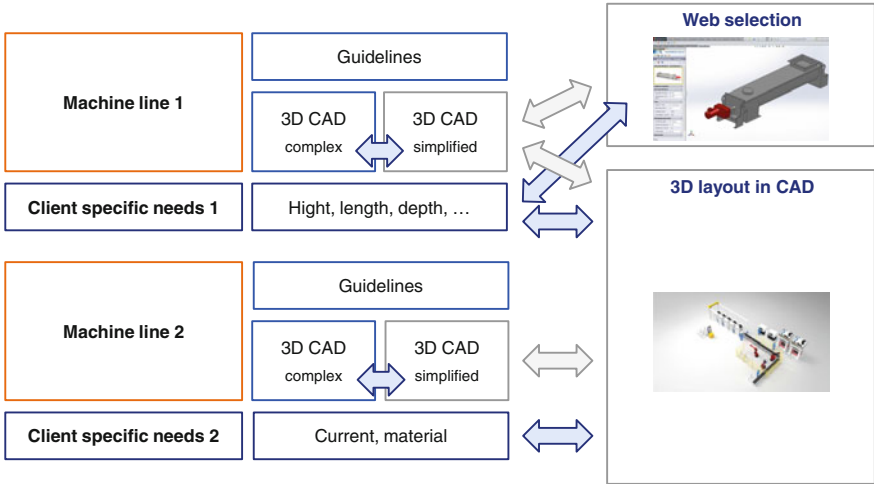 Web selection
Guidelines
Machine line 1
3D CAD
complex
3D CAD
simplified
Client specific needs 1
Hight, length, depth, …
3D layout in CAD
Guidelines
Machine line 2
3D CAD
complex
3D CAD
simplified
Client specific needs 2
Current, material